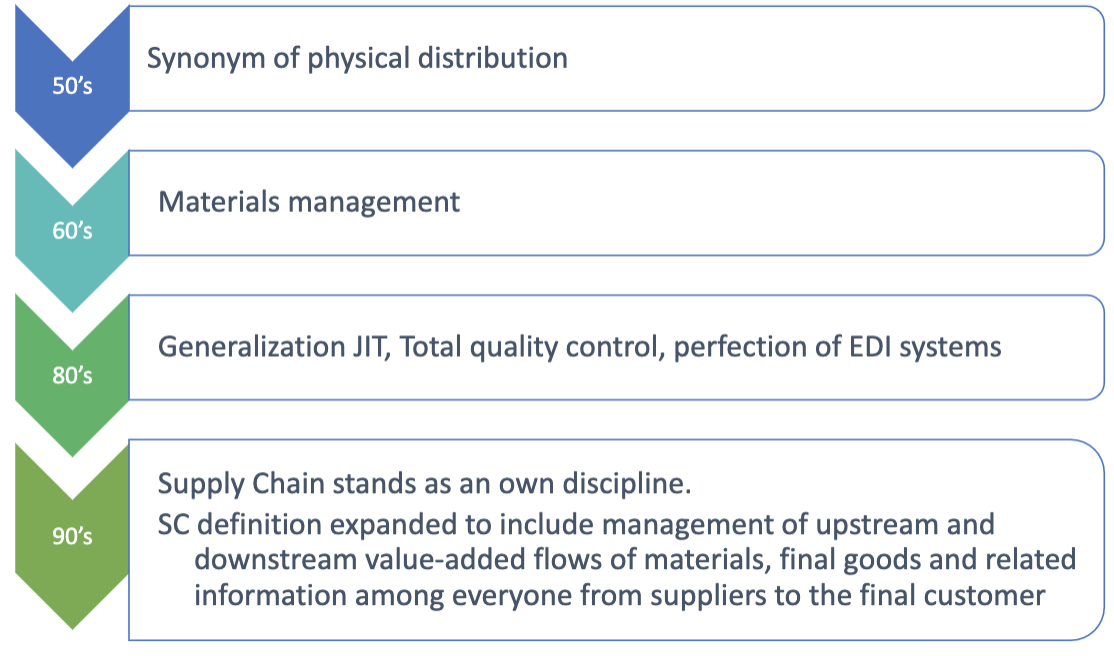 50’s
Synonym of physical distribution
60’s
Materials management
80’s
Generalization JIT, Total quality control, perfection of EDI systems
90’s
Supply Chain stands as an own discipline.
SC definition expanded to include management of upstream and
downstream value-added flows of materials, final goods and related
information among everyone from suppliers to the final customer